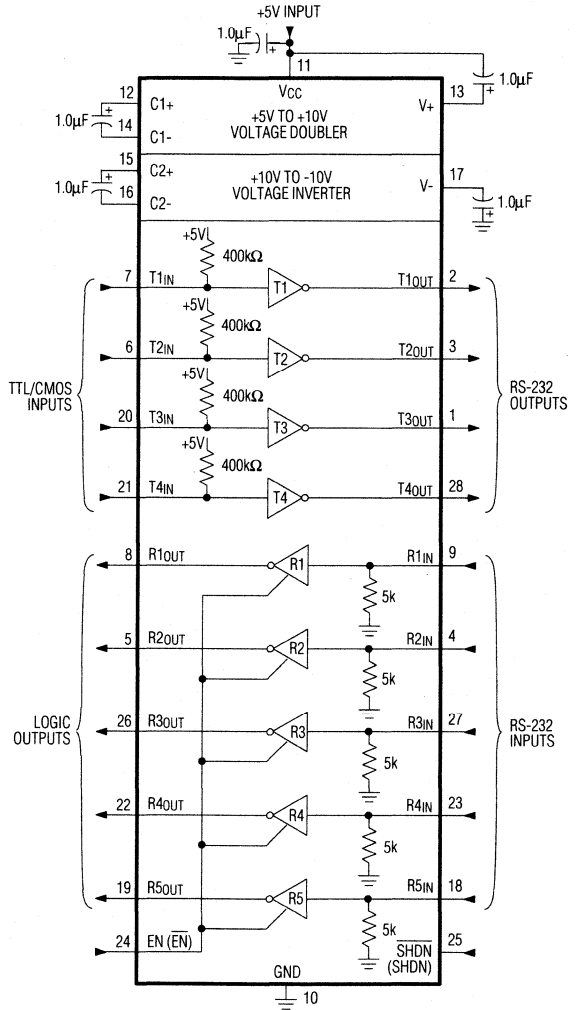 +5V INPUT
1.0µF
11
1.0µF
12
C1+
VCC
13
V+
1.0µF
+5V TO +10V
VOLTAGE DOUBLER
14
C1-
15
C2+
+10V TO -10V
VOLTAGE INVERTER
17
V-
1.0µF
16
C2-
1.0µF
+5V
400kΩ
7
T1IN
T1
T1OUT
2
+5V
400kΩ
6
T2IN
T2
T2OUT
3
TTL/CMOS
INPUTS
RS-232
OUTPUTS
+5V
400kΩ
20
T3IN
T3
T3OUT
1
+5V
400kΩ
21
T4IN
T4
T4OUT
28
8
R1OUT
R1
R1IN
9
5k
5
R2OUT
R2
R2IN
4
5k
LOGIC
OUTPUTS
26
R3OUT
R3
R3IN
27
RS-232
INPUTS
5k
22
R4OUT
R4
R4IN
23
5k
19
R5OUT
R5
R5IN
18
5k
24
EN (E̅N̅)
S̅H̅D̅N̅
(SHDN)
25
GND
10